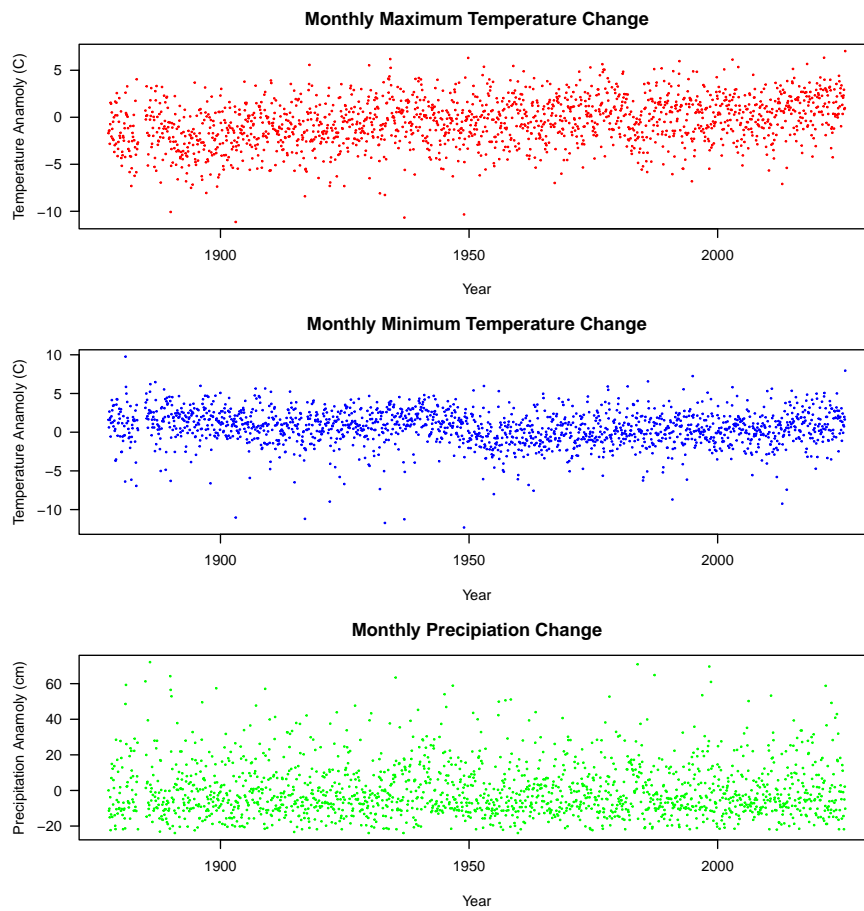 Monthly Maximum Temperature Change
Temperature Anamoly (C)
5
0
−5
−10
1900
1950
2000
Year
Monthly Minimum Temperature Change
Temperature Anamoly (C)
10
5
0
−5
−10
1900
1950
2000
Year
Monthly Precipiation Change
Precipitation Anamoly (cm)
60
40
20
0
−20
1900
1950
2000
Year